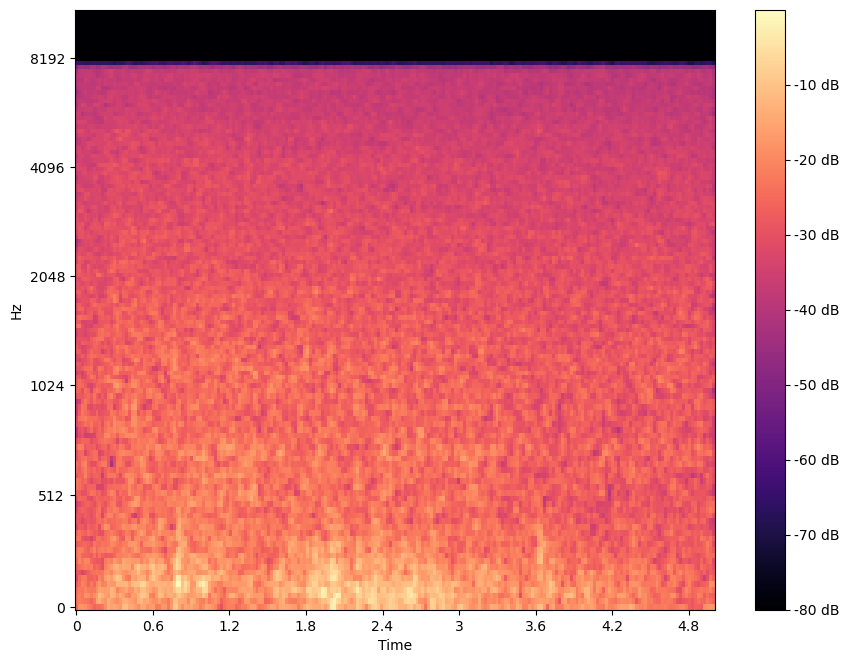 8192
4096
2048
1024
512
0
Hz
0 0.6 1.2 1.8 2.4 3 3.6 4.2 4.8
Time
-10 dB
-20 dB
-30 dB
-40 dB
-50 dB
-60 dB
-70 dB
-80 dB